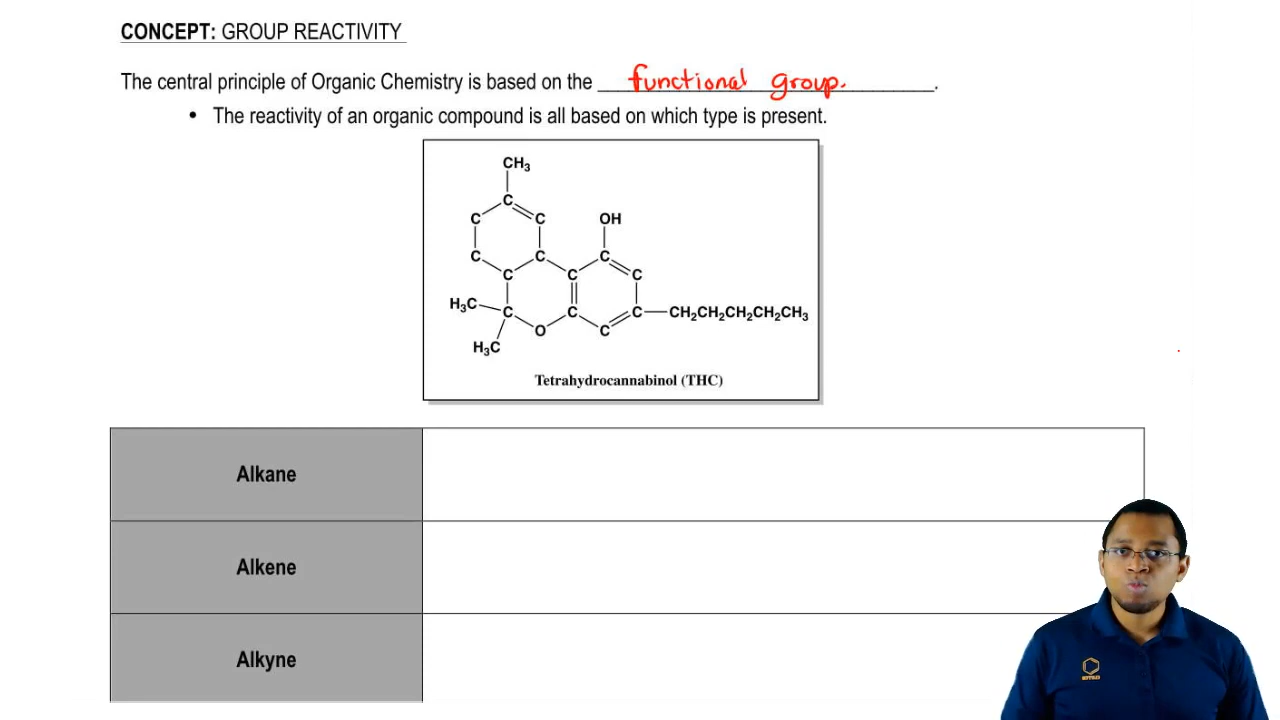 CONCEPT: GROUP REACTIVITY
The central principle of Organic Chemistry is based on the functional group.
• The reactivity of an organic compound is all based on which type is present.
CH3
C
C C OH
C C C
C C C
H3C C C C CH2CH2CH2CH2CH3
O C
H3C
Tetrahydrocannabinol (THC)
Alkane
Alkene
Alkyne